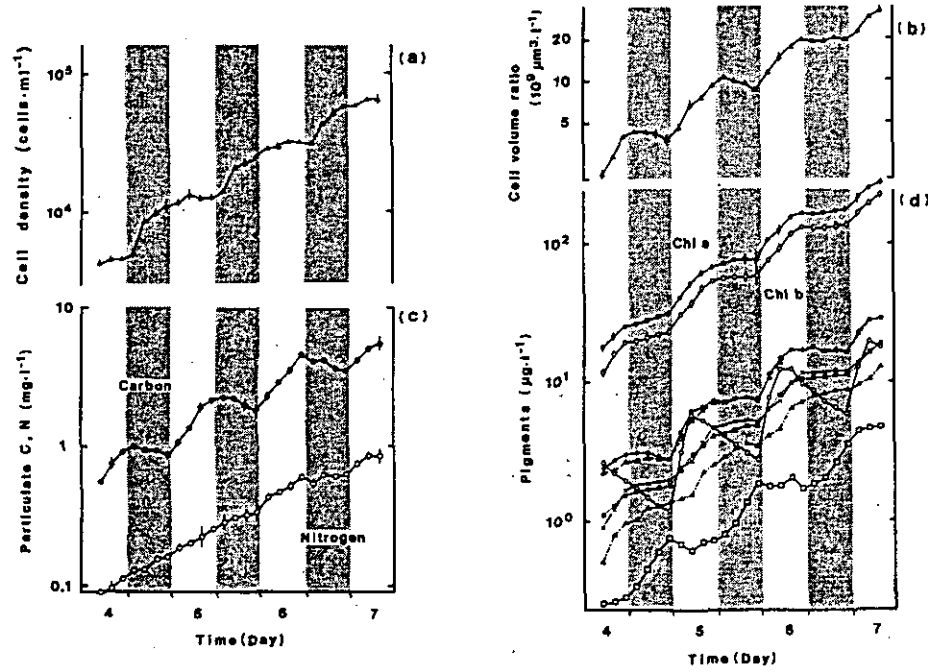 (a)
Cell density (cells·ml⁻¹)
10⁵
10⁴
(b)
Cell volume ratio
(10⁹ µm³·l⁻¹)
20
10
5
(c)
Particulate C, N (mg·l⁻¹)
10
1
0.1
Carbon
Nitrogen
4 5 6 7
Time (Day)
(d)
Pigments (µg·l⁻¹)
10²
10¹
10⁰
Chl a
Chl b
4 5 6 7
Time (Day)